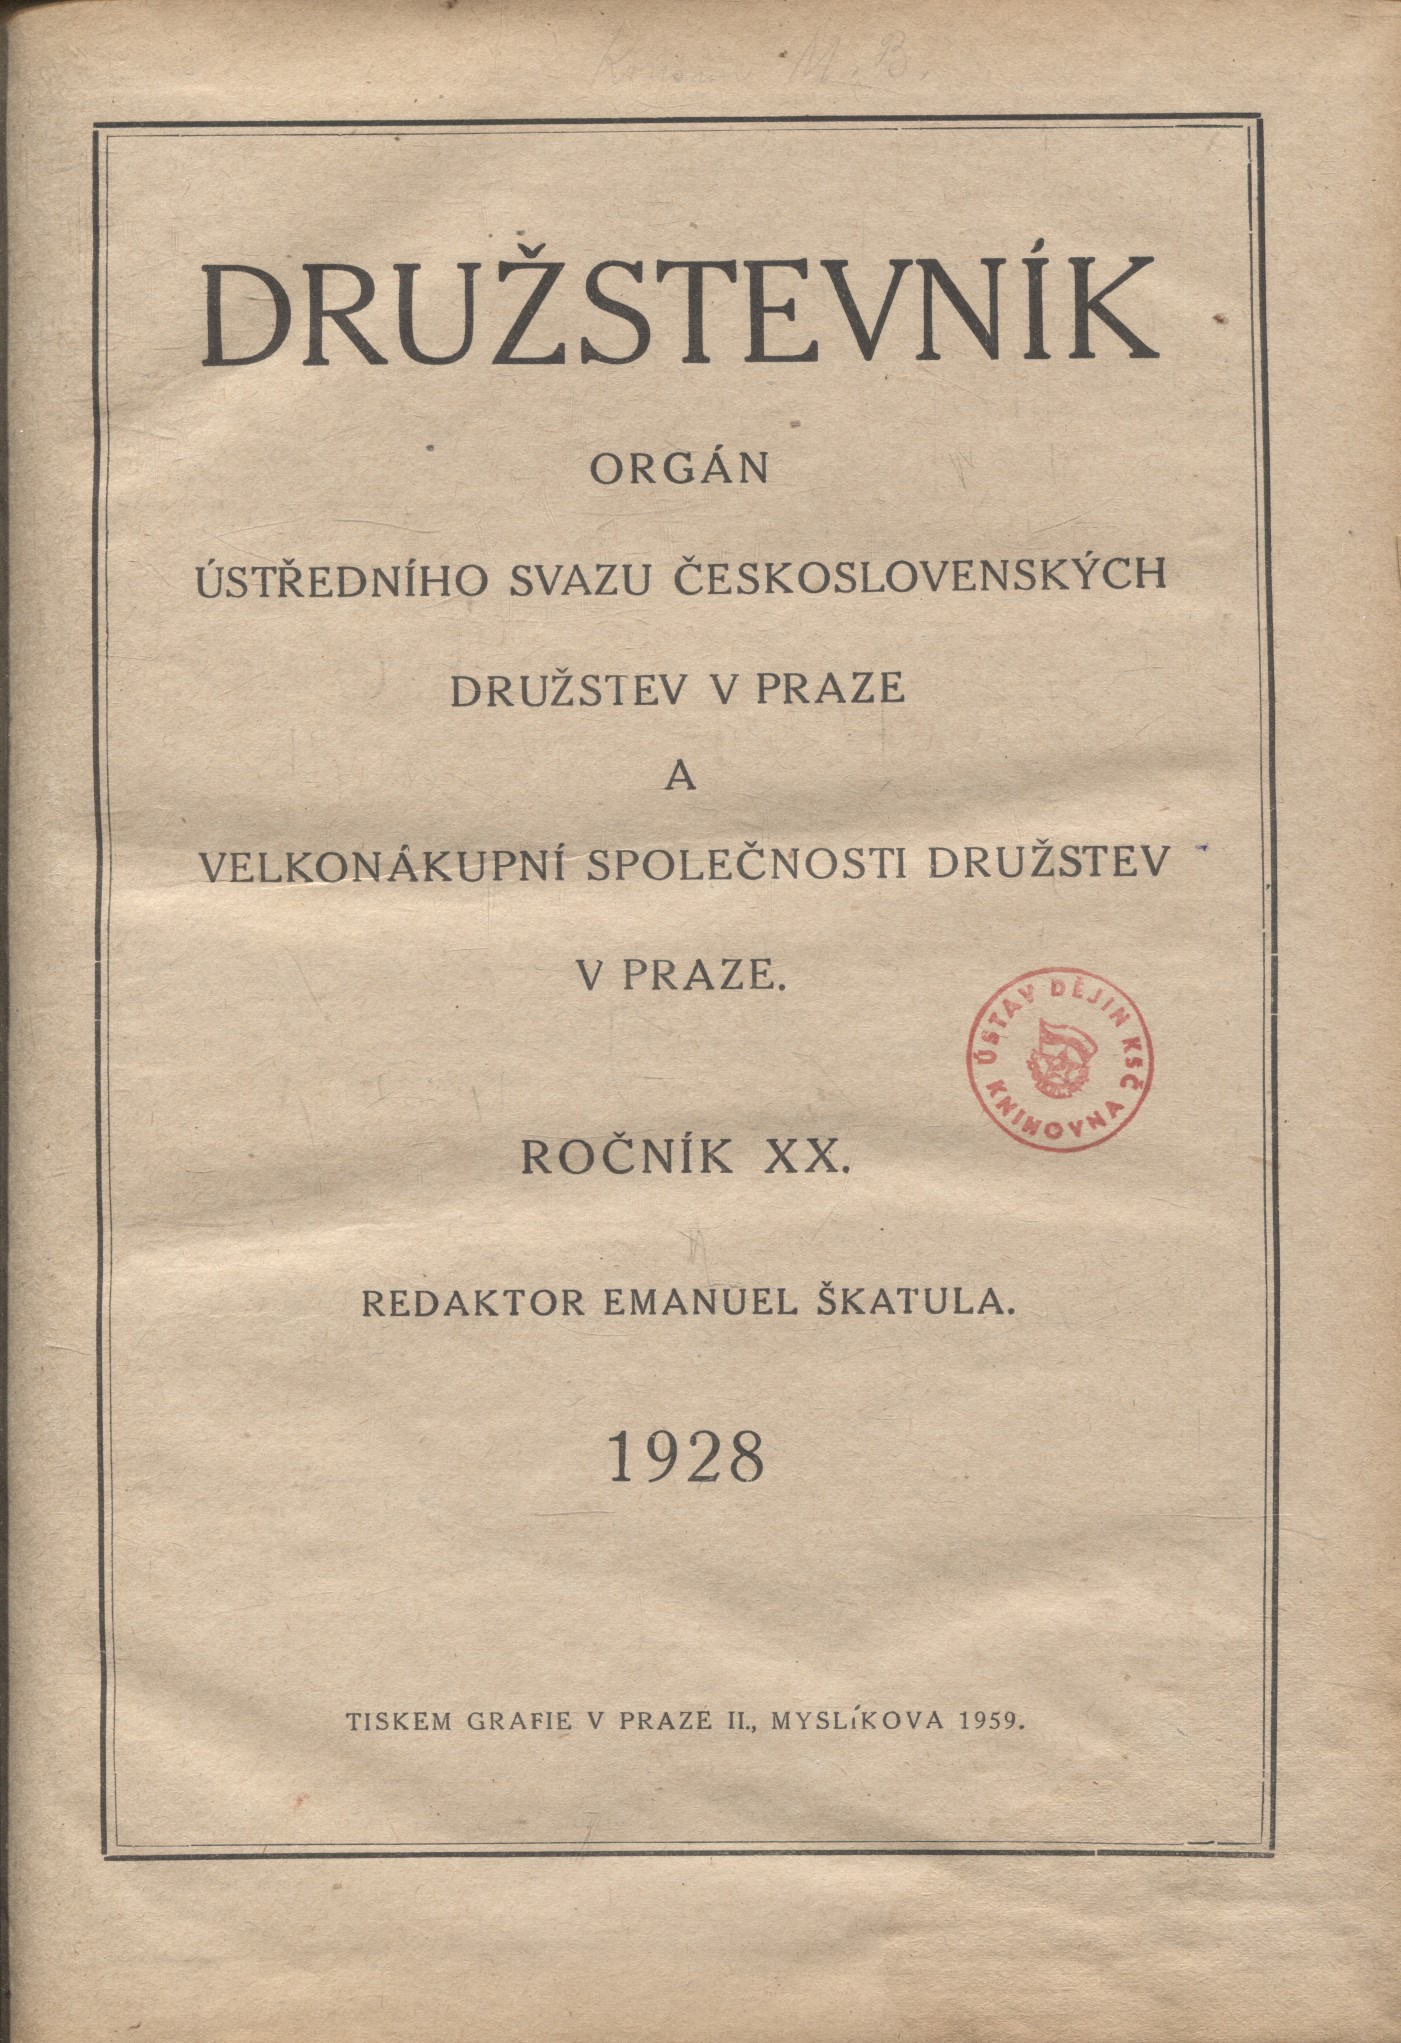 DRUŽSTEVNÍK
ORGÁN
ÚSTŘEDNÍHO SVAZU ČESKOSLOVENSKÝCH
DRUŽSTEV V PRAZE
A
VELKONÁKUPNÍ SPOLEČNOSTI DRUŽSTEV
V PRAZE.
ÚSTAV DĚJIN KSČ
KNIHOVNA
ROČNÍK XX.
REDAKTOR EMANUEL ŠKATULA.
1928
TISKEM GRAFIE V PRAZE II., MYSLÍKOVA 1959.